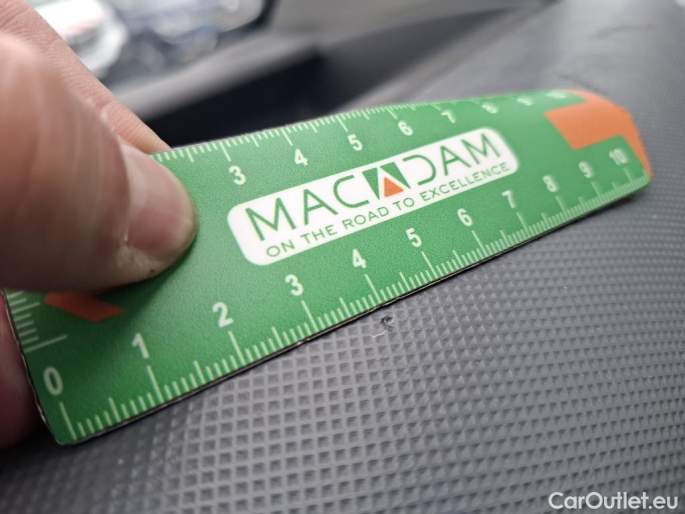 3 4 5 6 7 8 9 10
MACADAM
ON THE ROAD TO EXCELLENCE
0 1 2 3 4 5 6 7 8 9 10
CarOutlet.eu